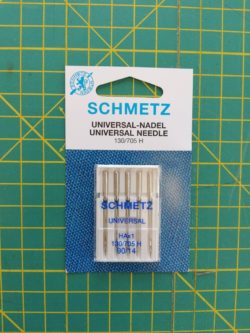 SCHMETZ
UNIVERSAL-NADEL
UNIVERSAL NEEDLE
130/705 H
SCHMETZ
UNIVERSAL
HAx1
130/705 H
90/14